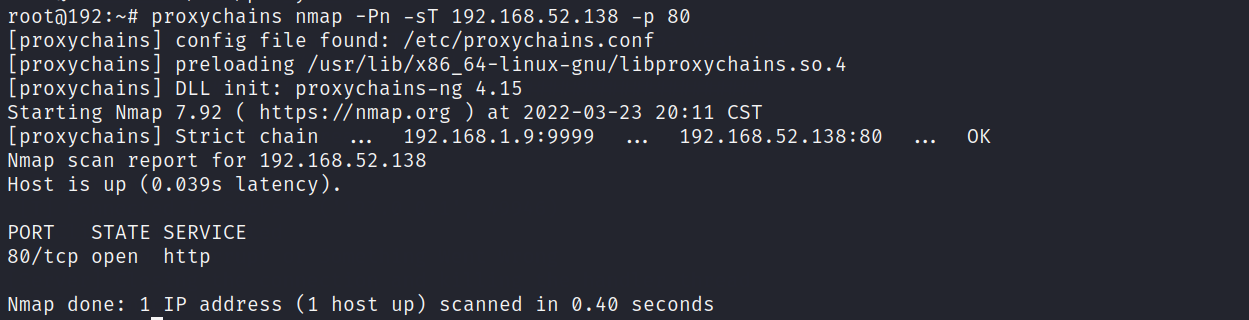 root@192:~# proxychains nmap -Pn -sT 192.168.52.138 -p 80
[proxychains] config file found: /etc/proxychains.conf
[proxychains] preloading /usr/lib/x86_64-linux-gnu/libproxychains.so.4
[proxychains] DLL init: proxychains-ng 4.15
Starting Nmap 7.92 ( https://nmap.org ) at 2022-03-23 20:11 CST
[proxychains] Strict chain  ...  192.168.1.9:9999  ...  192.168.52.138:80  ...  OK
Nmap scan report for 192.168.52.138
Host is up (0.039s latency).
PORT   STATE SERVICE
80/tcp open  http
Nmap done: 1 IP address (1 host up) scanned in 0.40 seconds